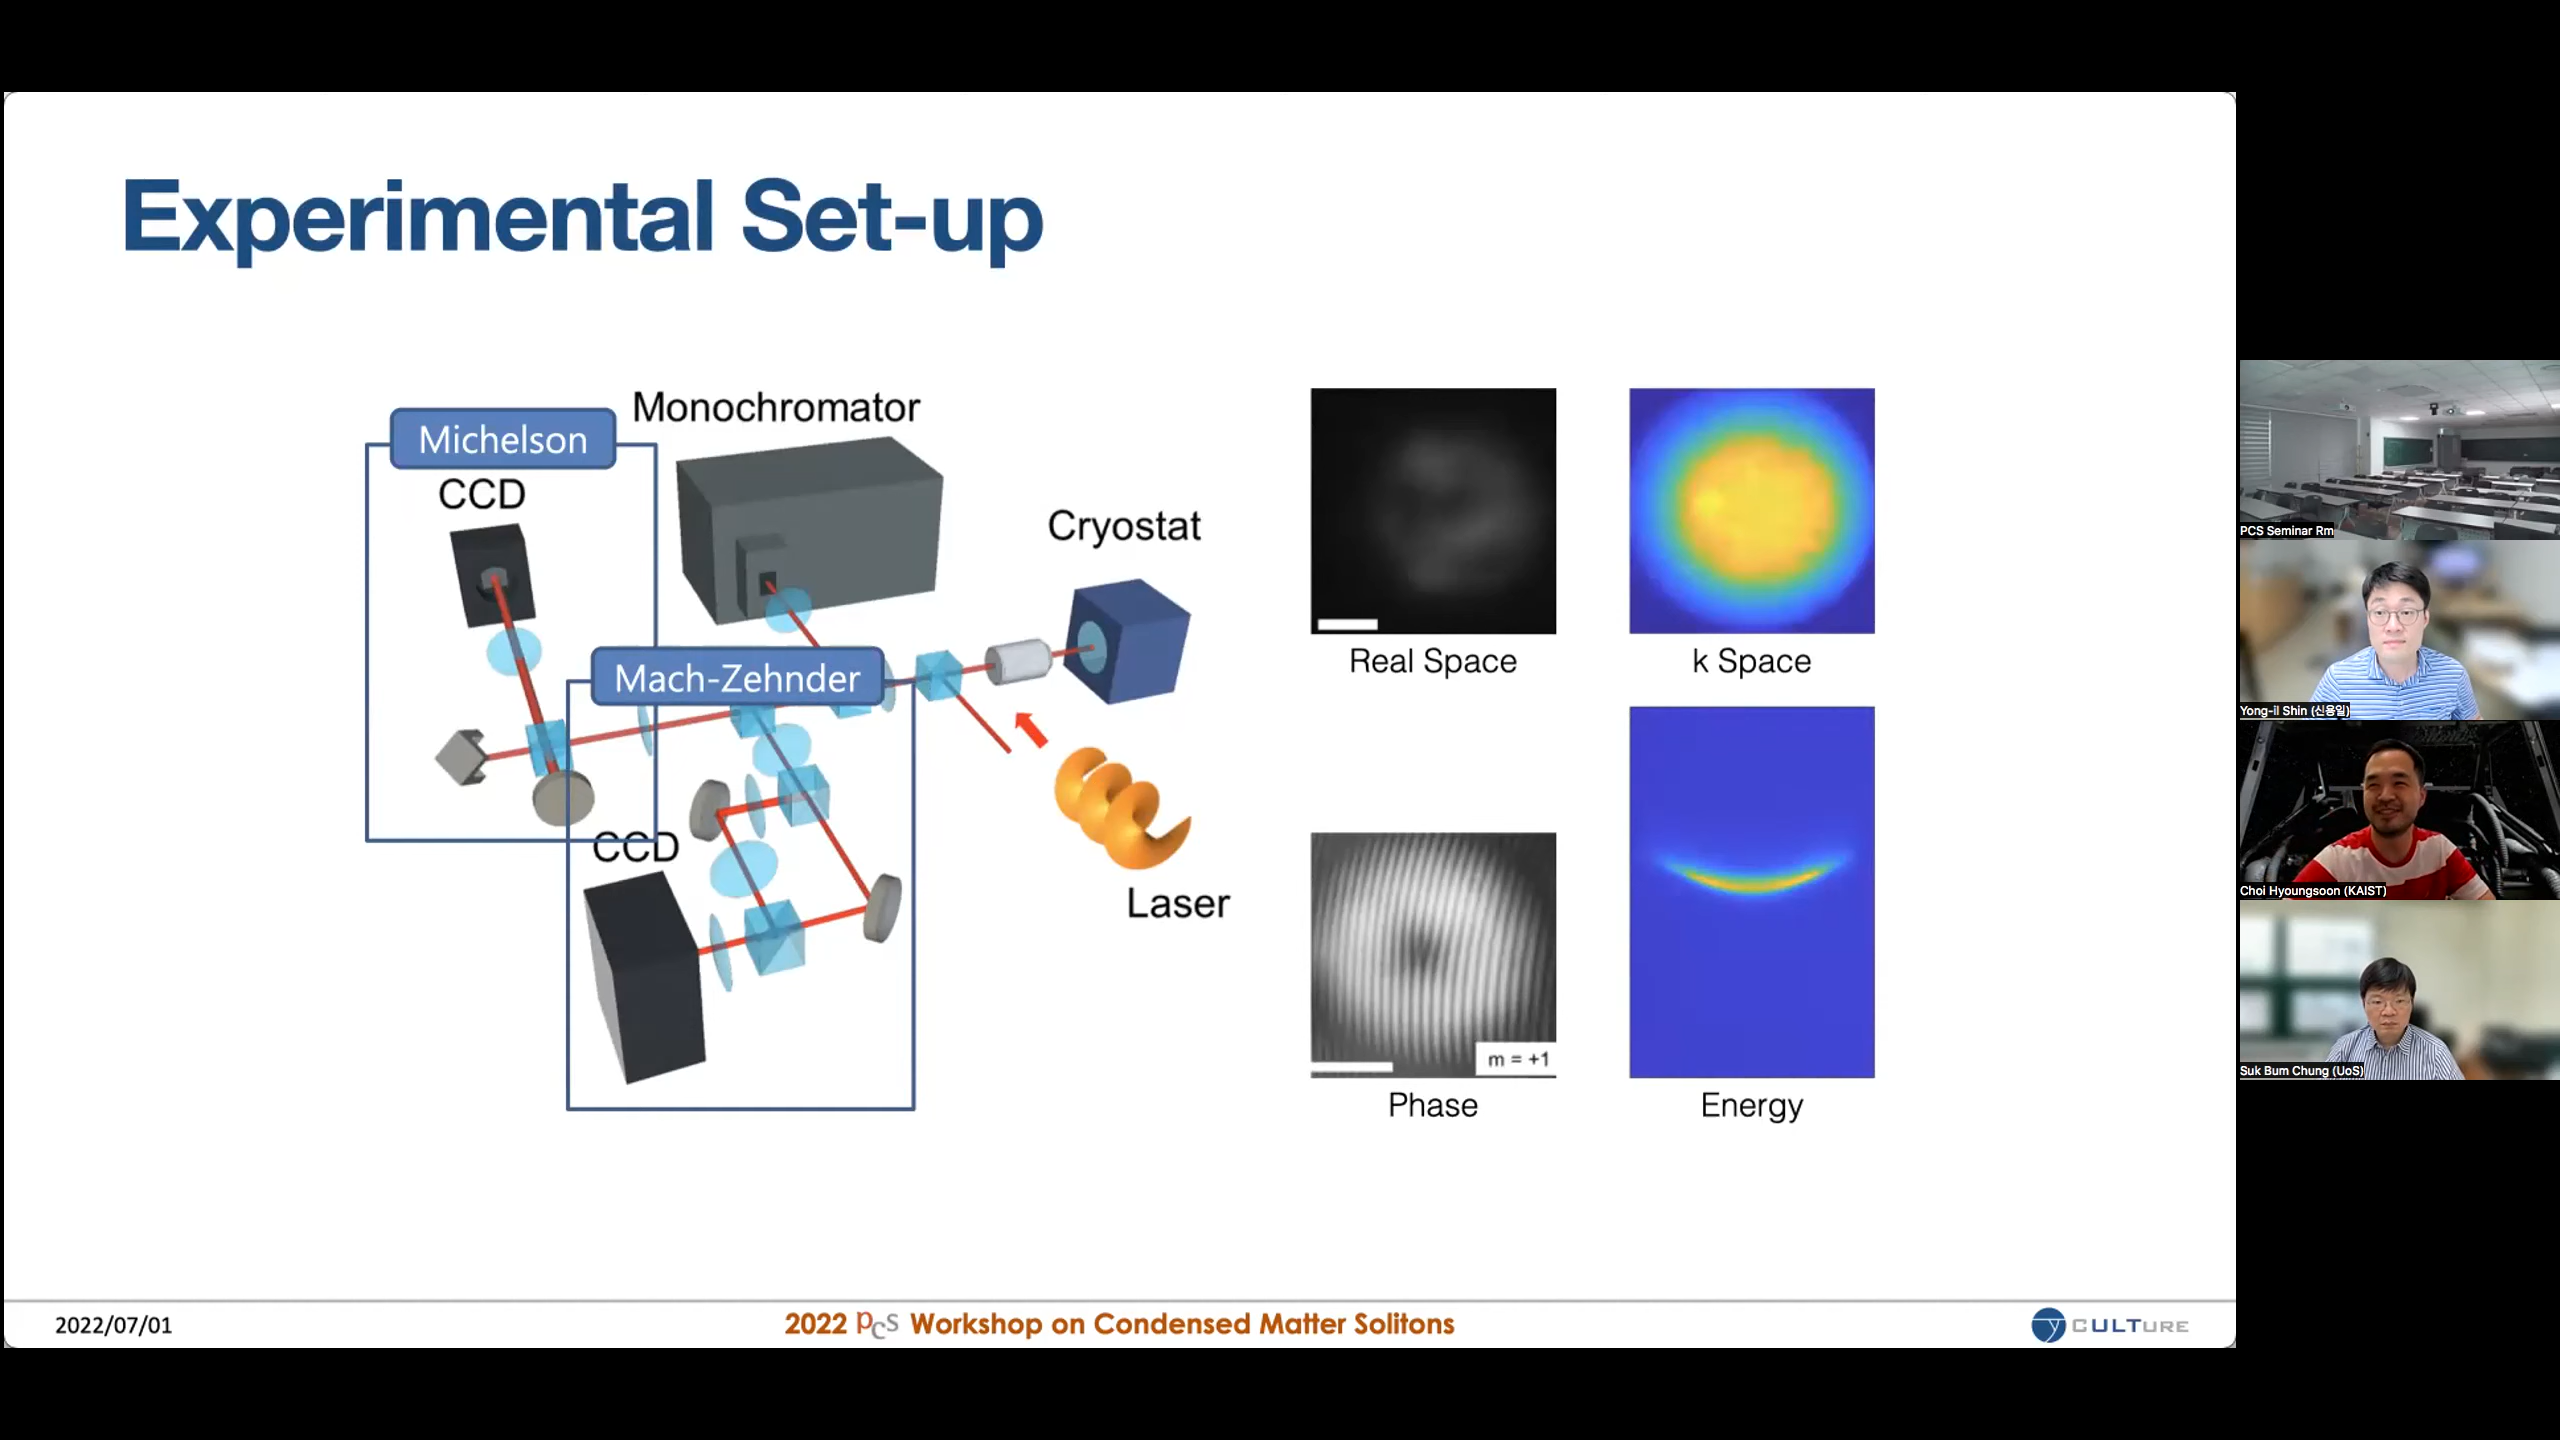 Experimental Set-up
Monochromator
Michelson
CCD
Cryostat
Mach-Zehnder
CCD
Laser
Real Space
k Space
m = +1
Phase
Energy
2022/07/01
2022 PCS Workshop on Condensed Matter Solitons
CULTURE
PCS Seminar Rm
Yong-il Shin (신용일)
Choi Hyoungsoon (KAIST)
Suk Bum Chung (UoS)